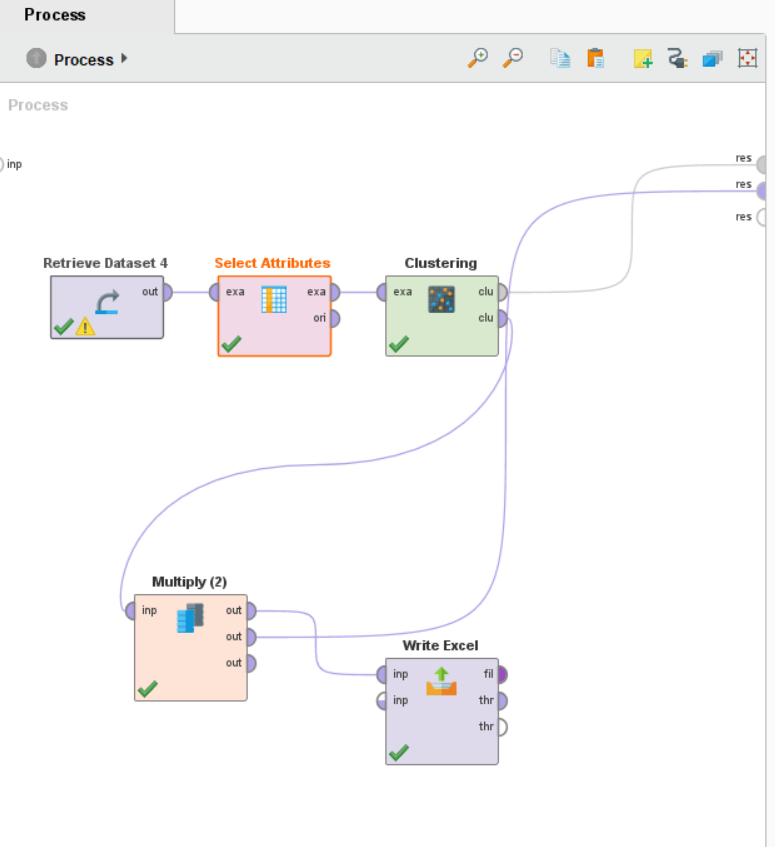 Process
Process
Process
inp
res
res
res
Retrieve Dataset 4
out
Select Attributes
exa
exa
ori
Clustering
exa
clu
clu
Multiply (2)
inp
out
out
out
Write Excel
inp
fil
inp
thr
thr